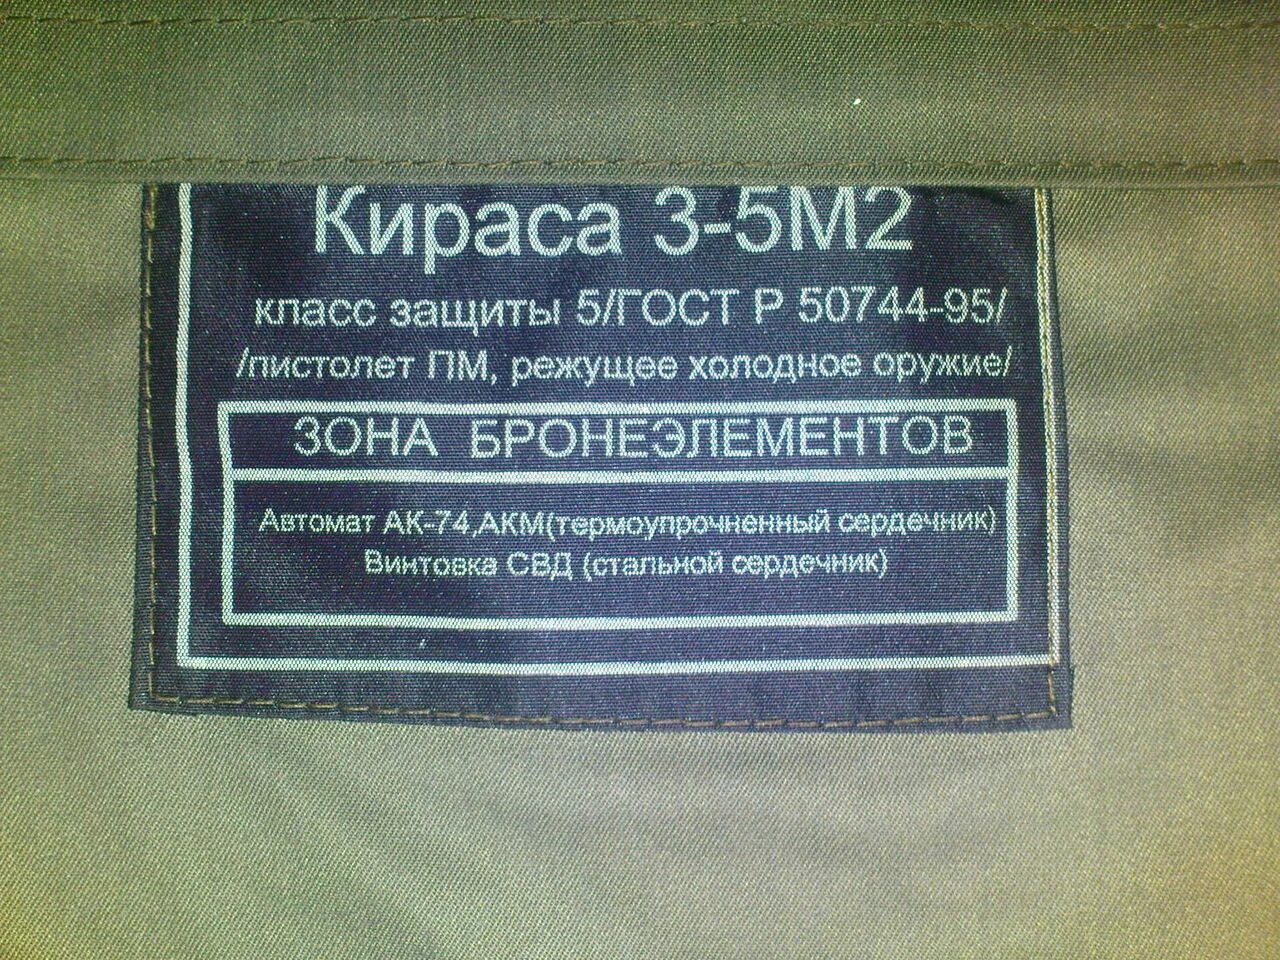 Кираса 3-5М2
класс защиты 5/ГОСТ Р 50744-95/
/пистолет ПМ, режущее холодное оружие/
ЗОНА БРОНЕЭЛЕМЕНТОВ
Автомат АК-74,АКМ(термоупрочненный сердечник)
Винтовка СВД (стальной сердечник)